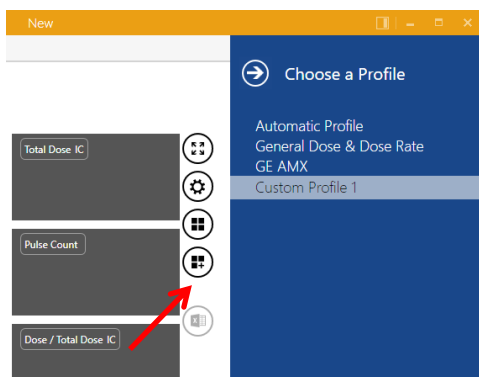 New
Choose a Profile
Automatic Profile
General Dose & Dose Rate
GE AMX
Custom Profile 1
Total Dose IC
Pulse Count
Dose / Total Dose IC